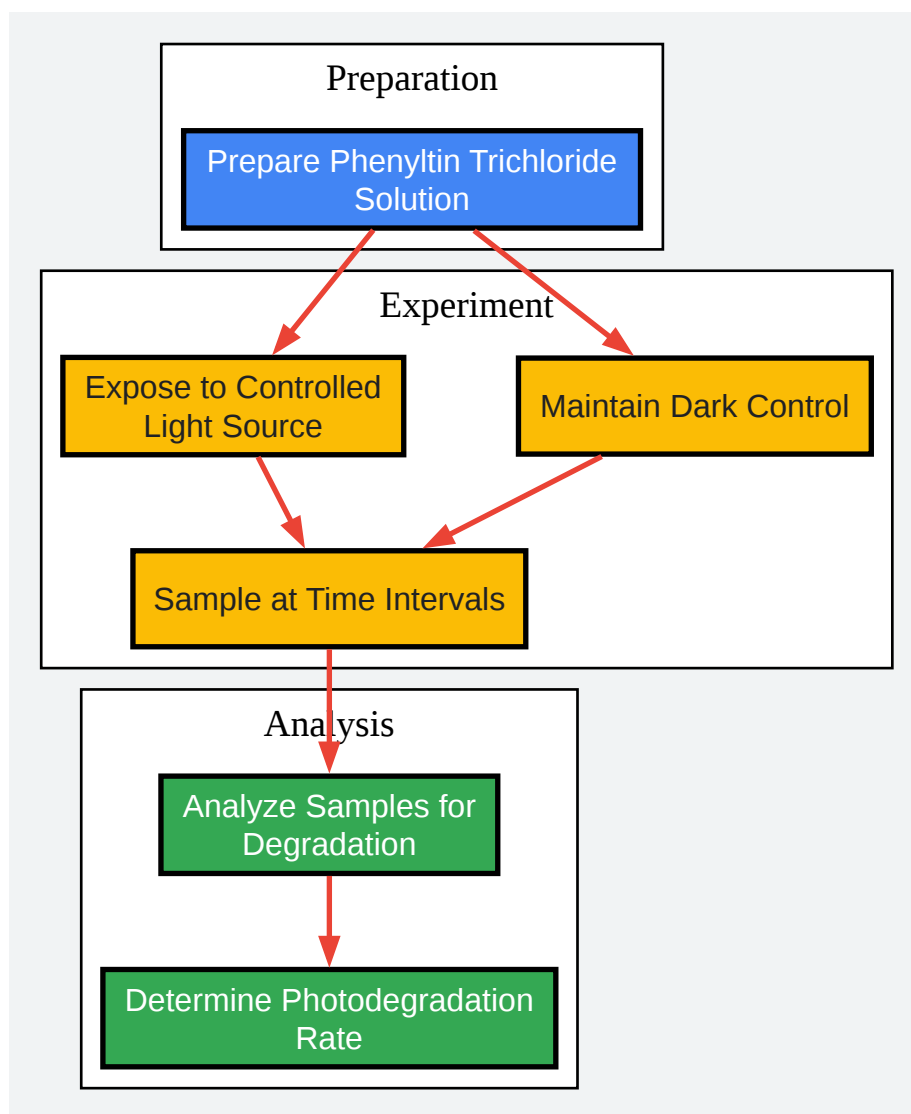 Preparation
Prepare Phenyltin Trichloride
Solution
Experiment
Expose to Controlled
Light Source
Maintain Dark Control
Sample at Time Intervals
Analysis
Analyze Samples for
Degradation
Determine Photodegradation
Rate